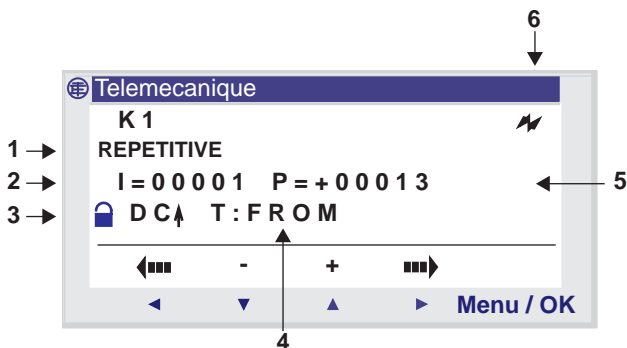 6
Telemecanique
K 1
1
REPETITIVE
2
I = 0 0 0 0 1 P = + 0 0 0 1 3
5
3
D C T : F R O M
- +
Menu / OK
4